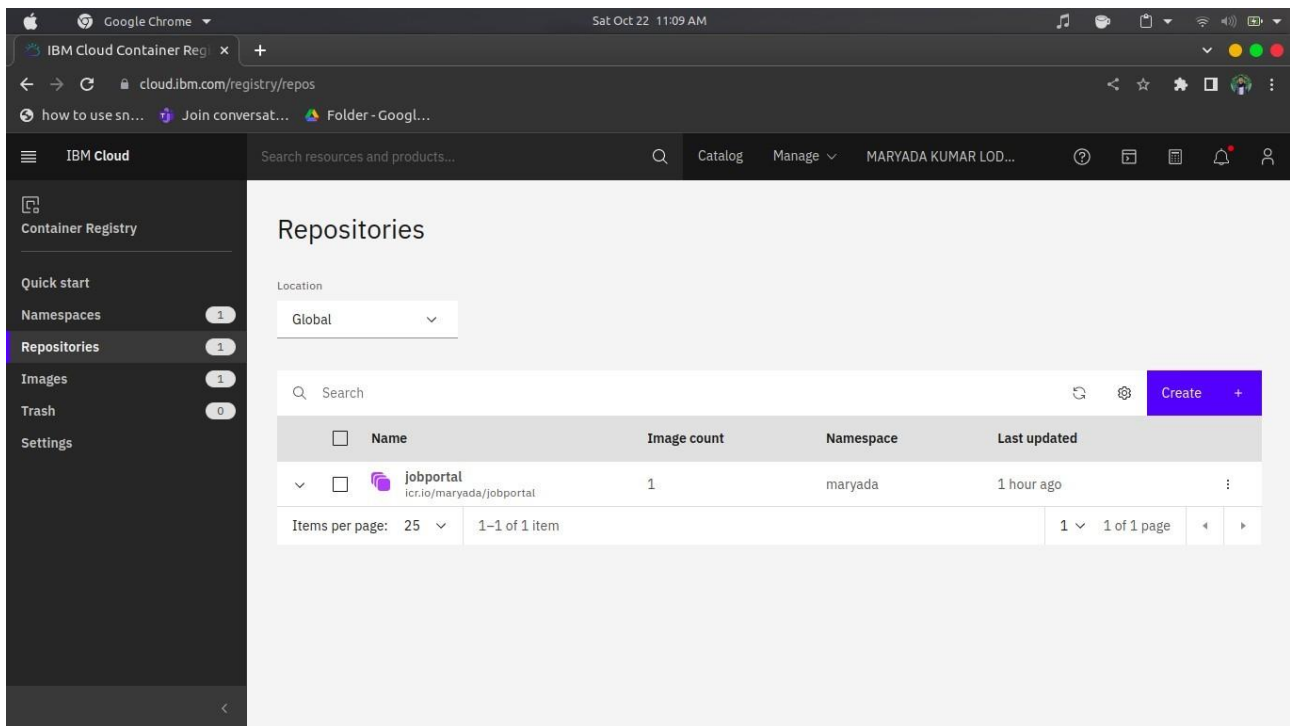 Google Chrome
Sat Oct 22 11:09 AM
IBM Cloud Container Regi
cloud.ibm.com/registry/repos
how to use sn... Join conversat... Folder - Googl...
IBM Cloud
Search resources and products...
Catalog Manage MARYADA KUMAR LOD...
Container Registry
Quick start
Namespaces 1
Repositories 1
Images 1
Trash 0
Settings
Repositories
Location
Global
Search
Create +
Name Image count Namespace Last updated
jobportal 1 maryada 1 hour ago
icr.io/maryada/jobportal
Items per page: 25 1–1 of 1 item 1 1 of 1 page